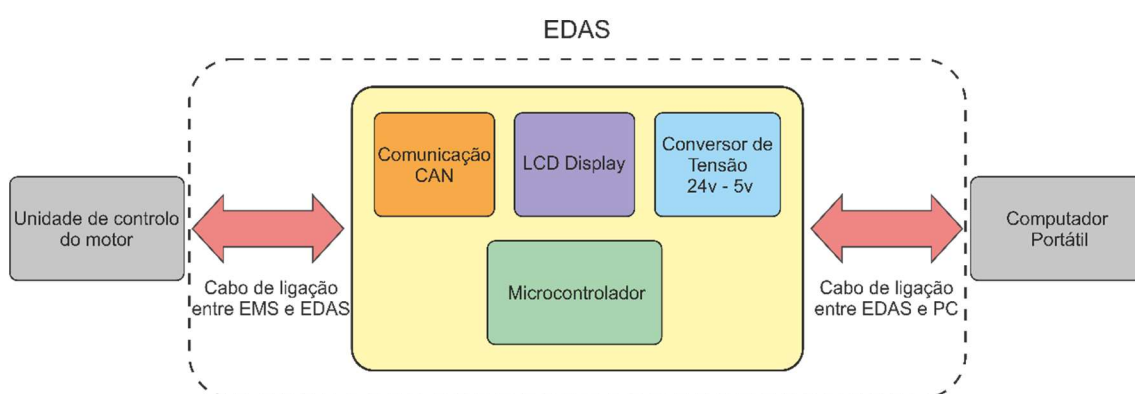 EDAS
Comunicação
CAN
LCD Display
Conversor de
Tensão
24v - 5v
Unidade de controlo
do motor
Computador
Portátil
Cabo de ligação
entre EMS e EDAS
Microcontrolador
Cabo de ligação
entre EDAS e PC